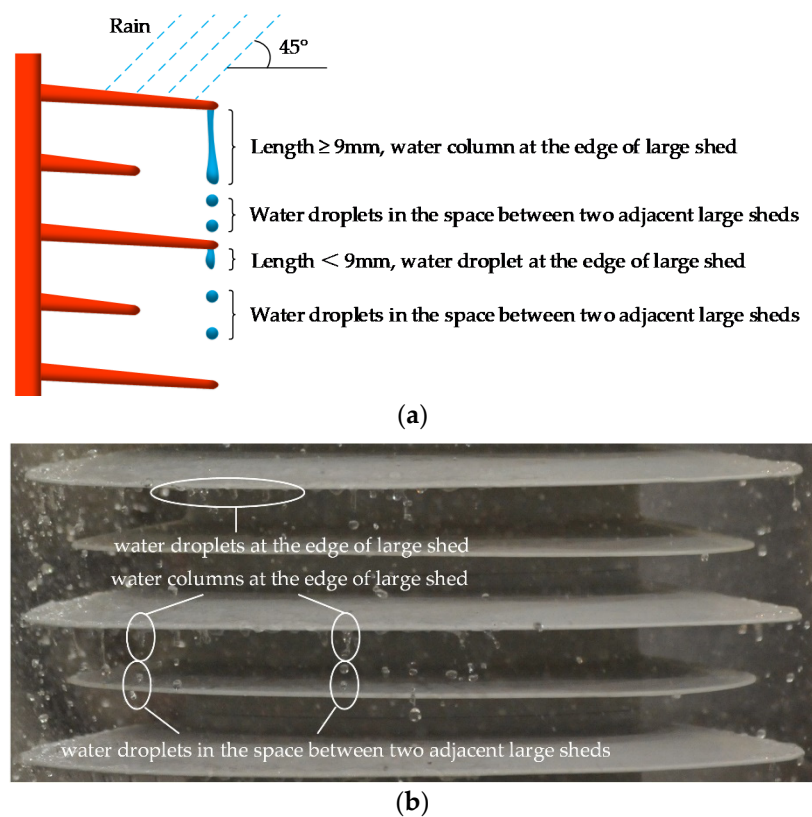 Rain
45°
Length ≥ 9mm, water column at the edge of large shed
Water droplets in the space between two adjacent large sheds
Length < 9mm, water droplet at the edge of large shed
Water droplets in the space between two adjacent large sheds
(a)
water droplets at the edge of large shed
water columns at the edge of large shed
water droplets in the space between two adjacent large sheds
(b)